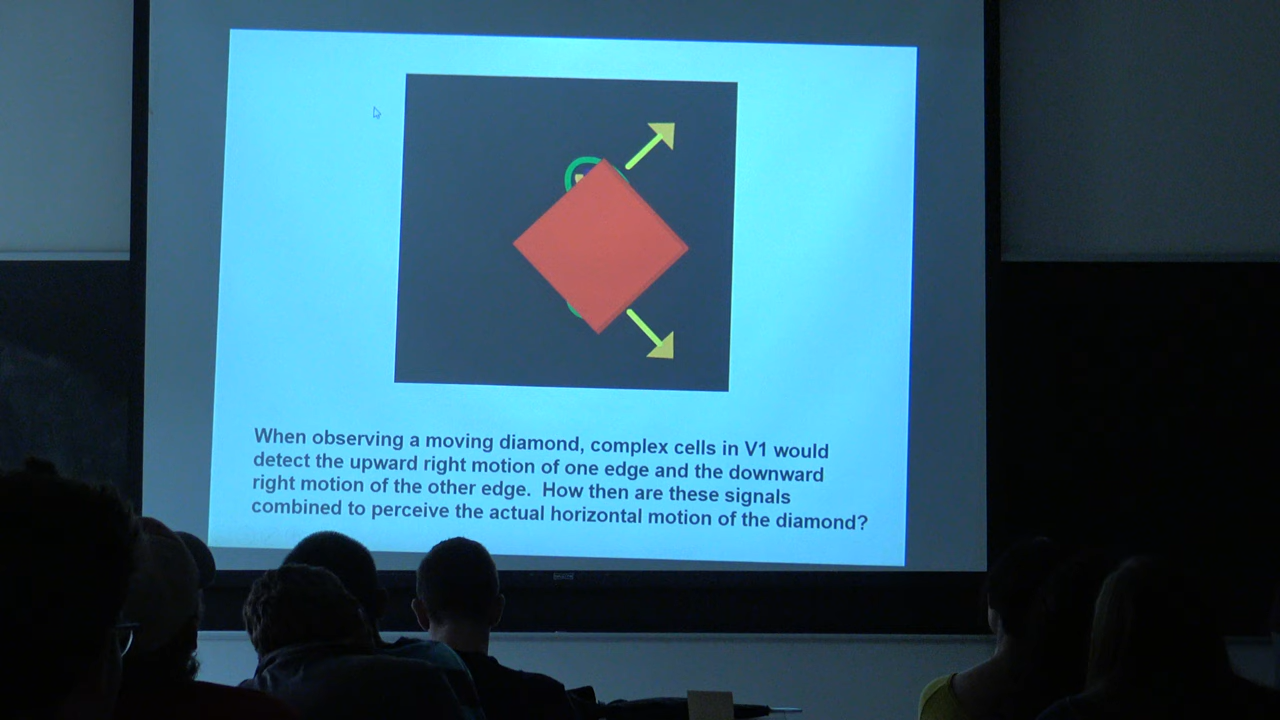 When observing a moving diamond, complex cells in V1 would
detect the upward right motion of one edge and the downward
right motion of the other edge.  How then are these signals
combined to perceive the actual horizontal motion of the diamond?